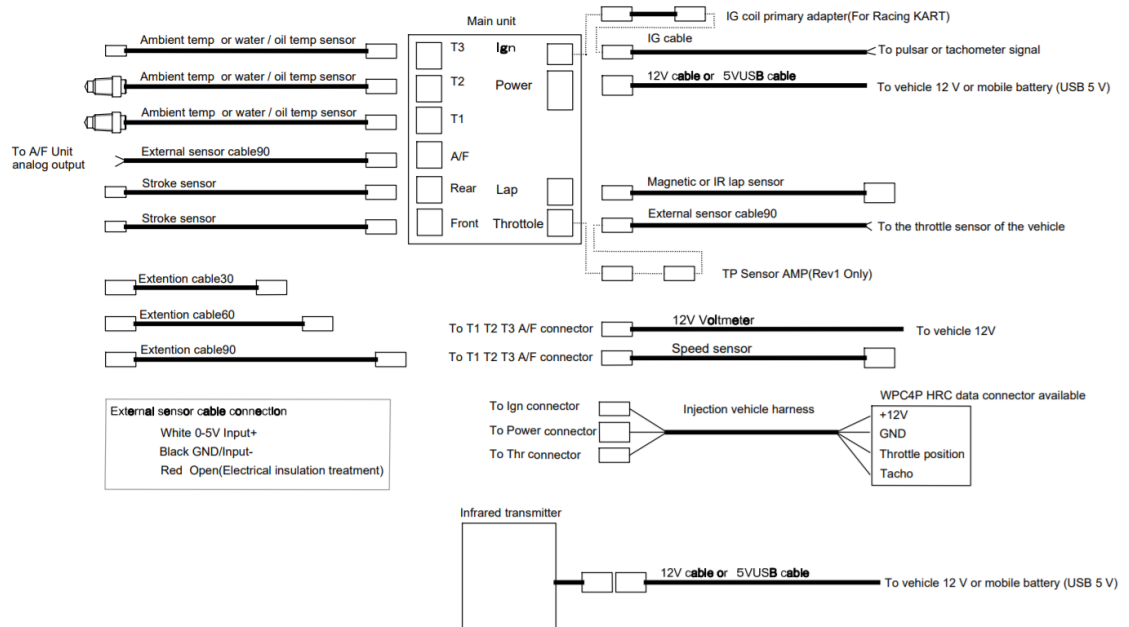 Main unit
IG coil primary adapter(For Racing KART)
Ambient temp or water / oil temp sensor
T3
Ign
IG cable
To pulsar or tachometer signal
Ambient temp or water / oil temp sensor
T2
Power
12V cable or 5VUSB cable
To vehicle 12 V or mobile battery (USB 5 V)
Ambient temp or water / oil temp sensor
T1
To A/F Unit
analog output
External sensor cable90
A/F
Stroke sensor
Rear
Lap
Magnetic or IR lap sensor
Stroke sensor
Front
Throttole
External sensor cable90
To the throttle sensor of the vehicle
TP Sensor AMP(Rev1 Only)
Extention cable30
Extention cable60
Extention cable90
To T1 T2 T3 A/F connector
12V Voltmeter
To vehicle 12V
To T1 T2 T3 A/F connector
Speed sensor
External sensor cable connection
White 0-5V Input+
Black GND/Input-
Red Open(Electrical insulation treatment)
WPC4P HRC data connector available
To Ign connector
To Power connector
To Thr connector
Injection vehicle harness
+12V
GND
Throttle position
Tacho
Infrared transmitter
12V cable or 5VUSB cable
To vehicle 12 V or mobile battery (USB 5 V)